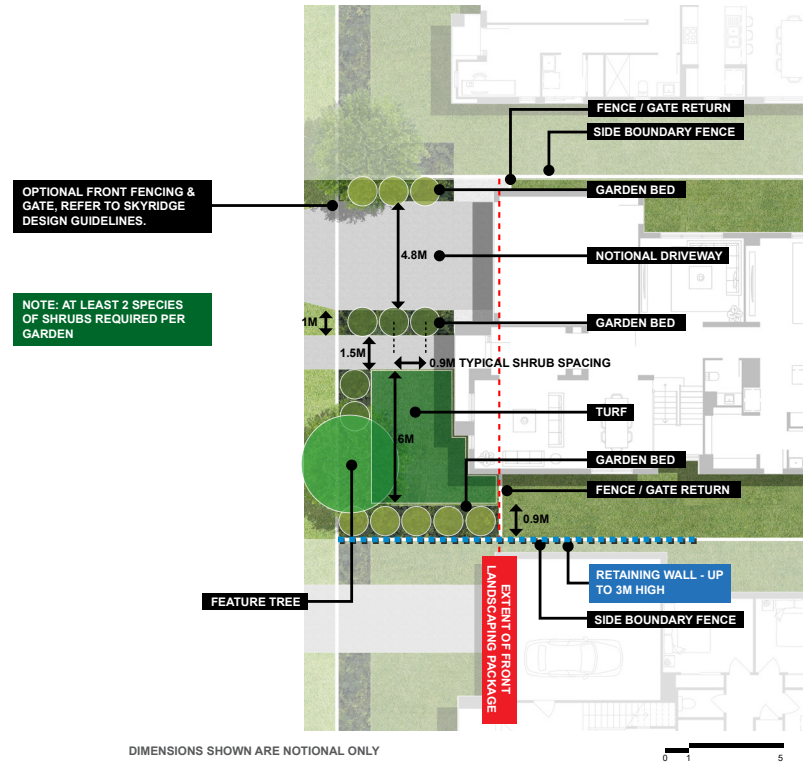 FENCE / GATE RETURN
SIDE BOUNDARY FENCE
OPTIONAL FRONT FENCING &
GATE, REFER TO SKYRIDGE
DESIGN GUIDELINES.
GARDEN BED
4.8M
NOTIONAL DRIVEWAY
NOTE: AT LEAST 2 SPECIES
OF SHRUBS REQUIRED PER
GARDEN
1M
GARDEN BED
1.5M
0.9M TYPICAL SHRUB SPACING
TURF
6M
GARDEN BED
FENCE / GATE RETURN
0.9M
EXTENT OF FRONT
LANDSCAPING PACKAGE
RETAINING WALL - UP
TO 3M HIGH
FEATURE TREE
SIDE BOUNDARY FENCE
DIMENSIONS SHOWN ARE NOTIONAL ONLY
0 1 5